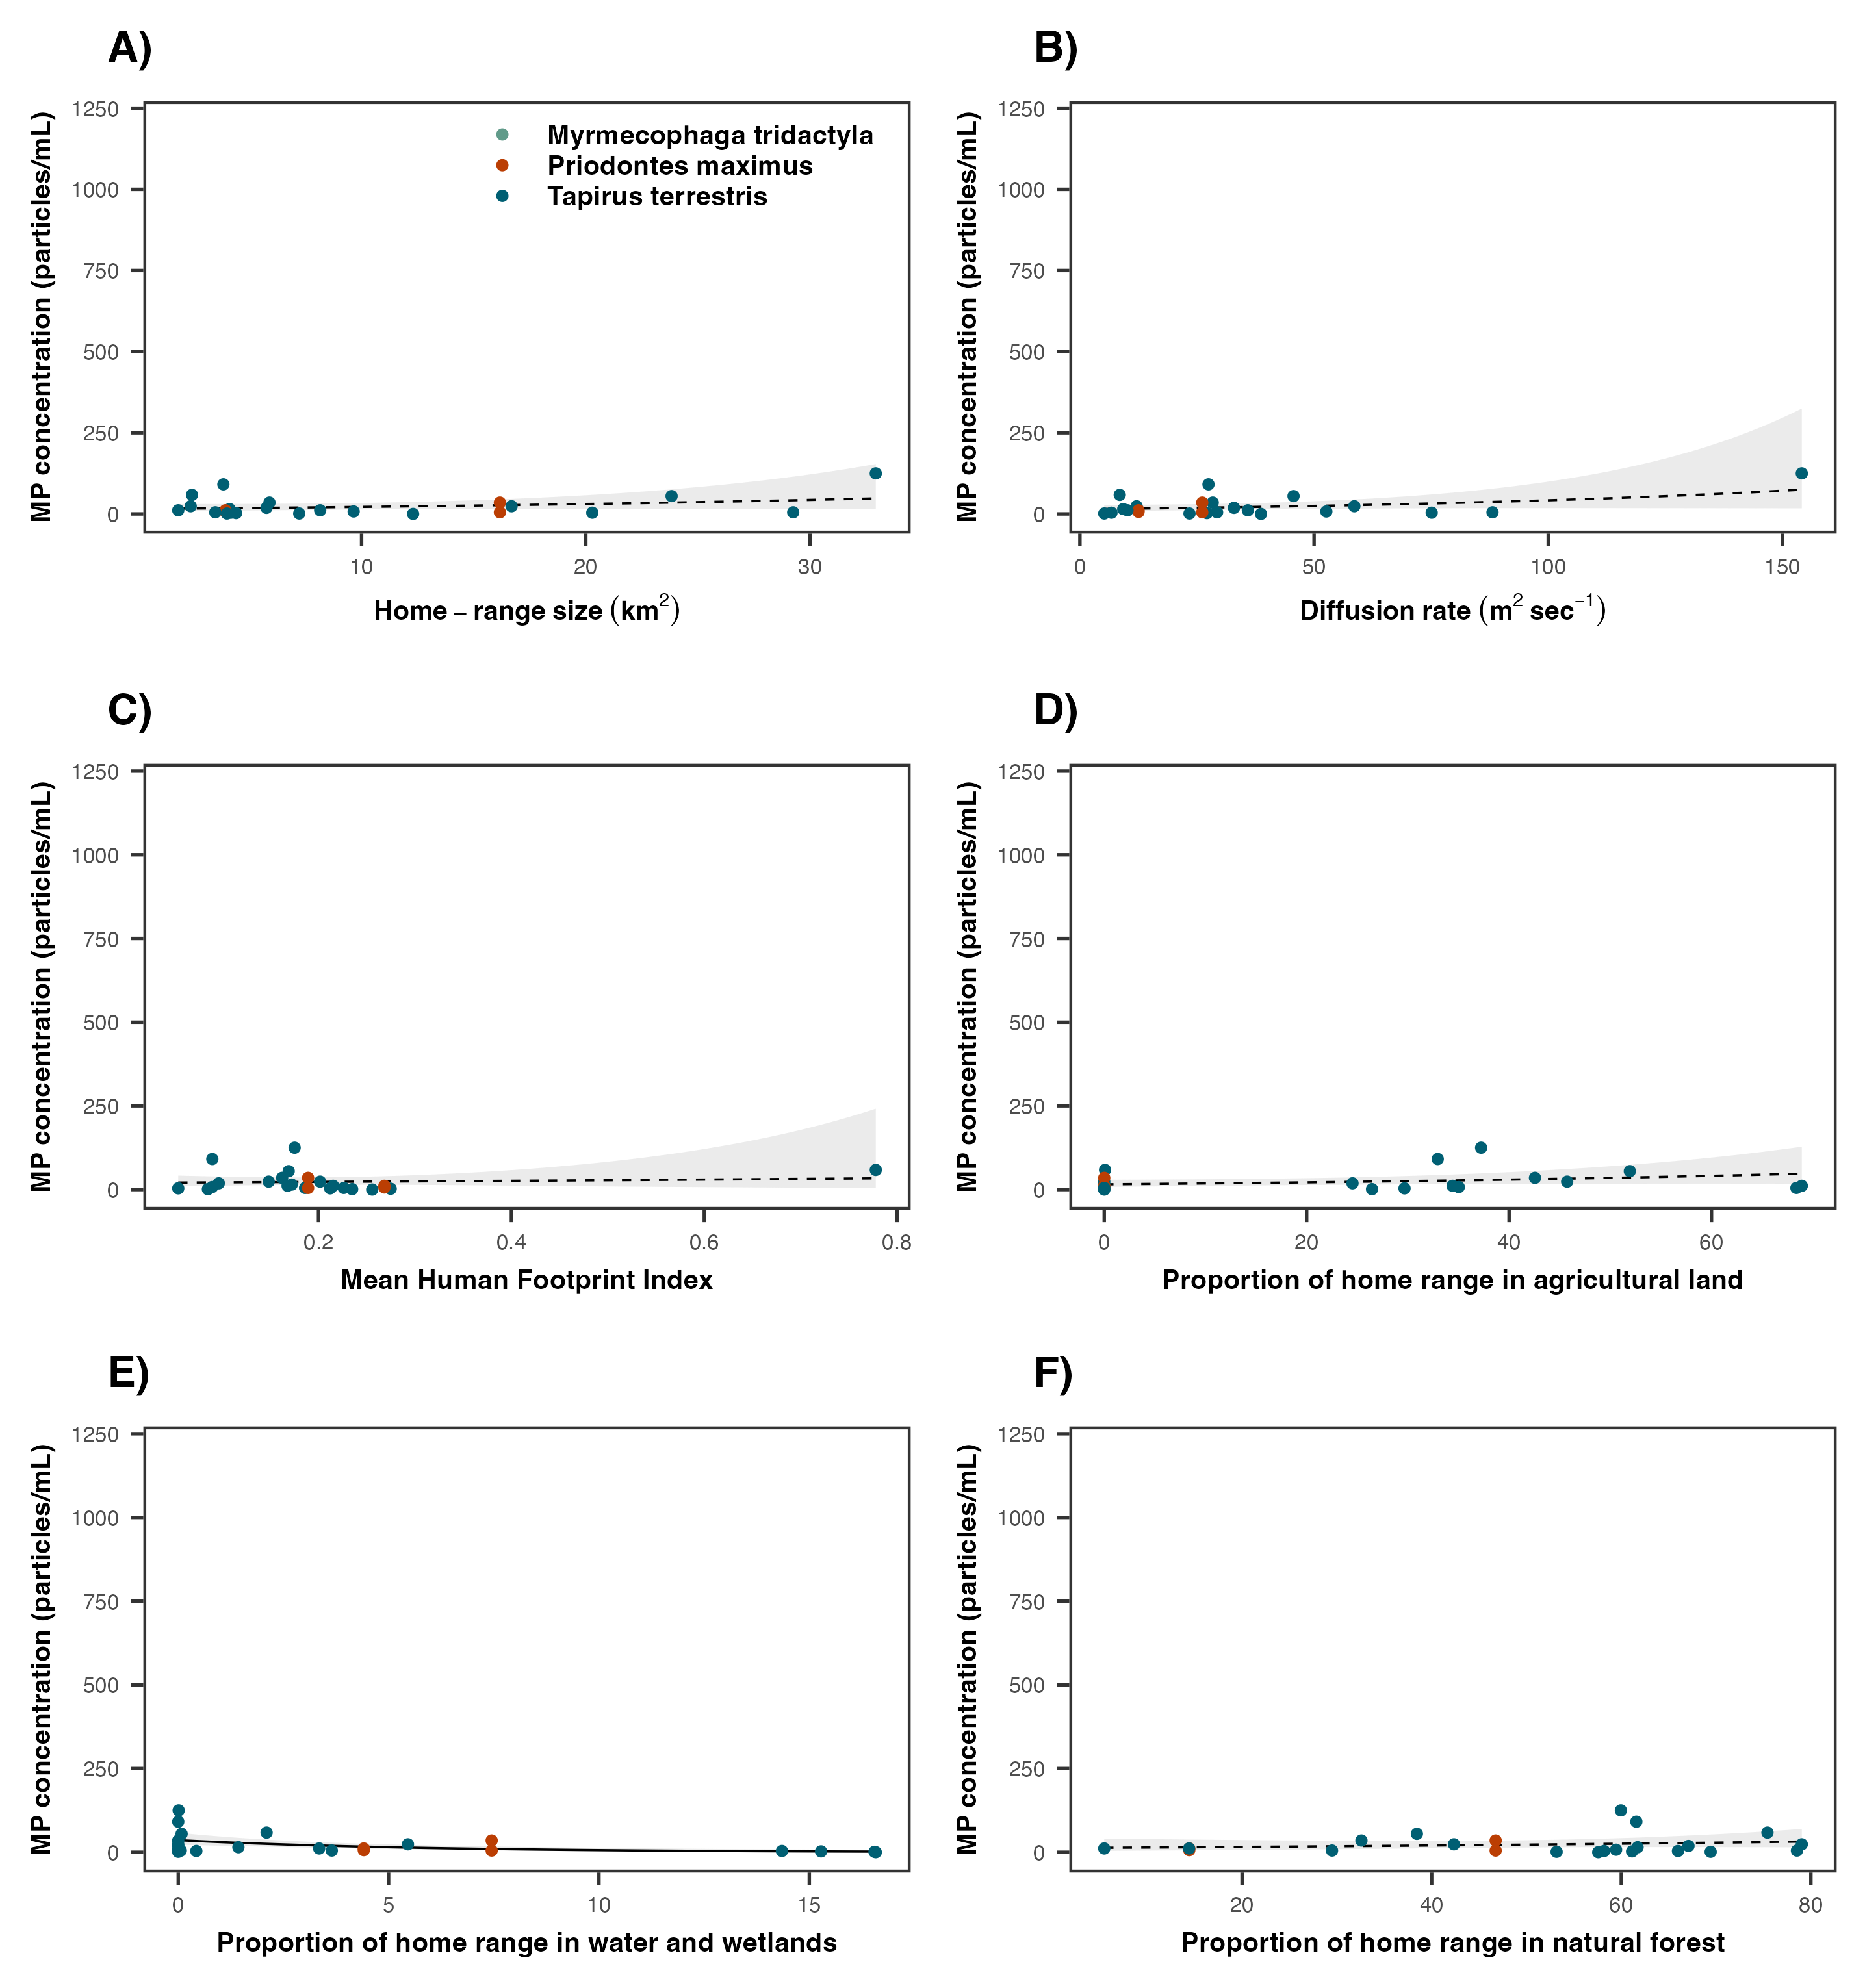 A)
MP concentration (particles/mL)
1250
1000
750
500
250
0
Myrmecophaga tridactyla
Priodontes maximus
Tapirus terrestris
10 20 30
Home – range size (km²)
B)
MP concentration (particles/mL)
1250
1000
750
500
250
0
0 50 100 150
Diffusion rate (m² sec⁻¹)
C)
MP concentration (particles/mL)
1250
1000
750
500
250
0
0.2 0.4 0.6 0.8
Mean Human Footprint Index
D)
MP concentration (particles/mL)
1250
1000
750
500
250
0
0 20 40 60
Proportion of home range in agricultural land
E)
MP concentration (particles/mL)
1250
1000
750
500
250
0
0 5 10 15
Proportion of home range in water and wetlands
F)
MP concentration (particles/mL)
1250
1000
750
500
250
0
20 40 60 80
Proportion of home range in natural forest